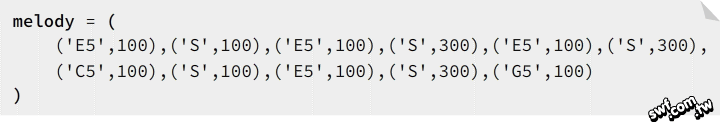 melody = (
('E5',100),('S',100),('E5',100),('S',300),('E5',100),('S',300),
('C5',100),('S',100),('E5',100),('S',300),('G5',100)
)
swf.com.tw